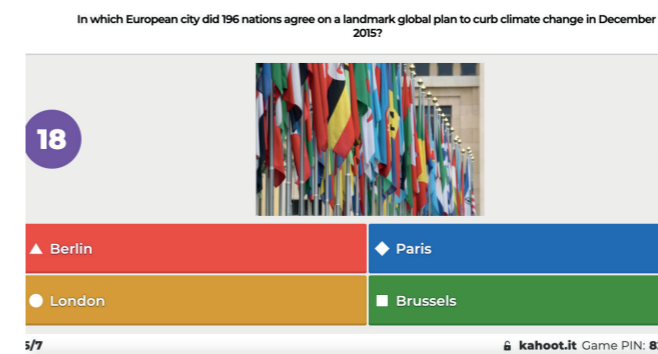 In which European city did 196 nations agree on a landmark global plan to curb climate change in December
2015?
18
Berlin
Paris
London
Brussels
/7
kahoot.it Game PIN: